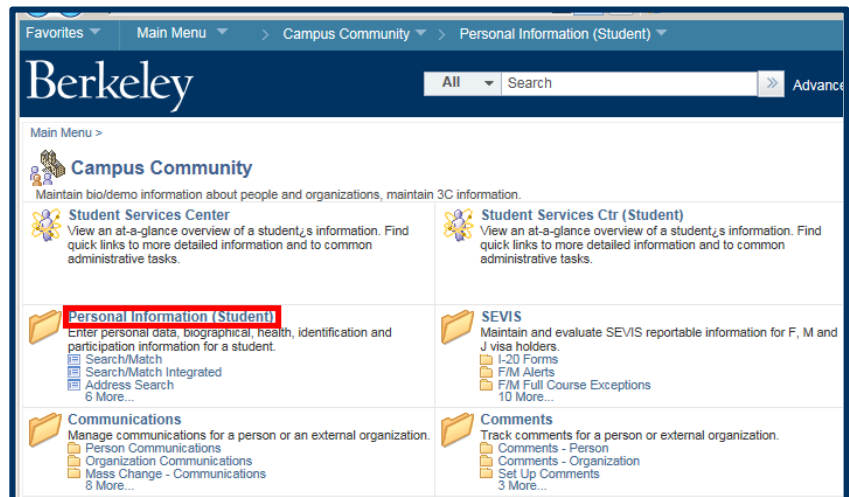 Favorites Main Menu > Campus Community > Personal Information (Student)
Berkeley
All Search » Advance
Main Menu >
Campus Community
Maintain bio/demo information about people and organizations, maintain 3C information.
Student Services Center
View an at-a-glance overview of a student¿s information. Find
quick links to more detailed information and to common
administrative tasks.
Student Services Ctr (Student)
View an at-a-glance overview of a student¿s information. Find
quick links to more detailed information and to common
administrative tasks.
Personal Information (Student)
Enter personal data, biographical, health, identification and
participation information for a student.
Search/Match
Search/Match Integrated
Address Search
6 More...
SEVIS
Maintain and evaluate SEVIS reportable information for F, M and
J visa holders.
I-20 Forms
F/M Alerts
F/M Full Course Exceptions
10 More...
Communications
Manage communications for a person or an external organization.
Person Communications
Organization Communications
Mass Change - Communications
8 More...
Comments
Track comments for a person or external organization.
Comments - Person
Comments - Organization
Set Up Comments
3 More...